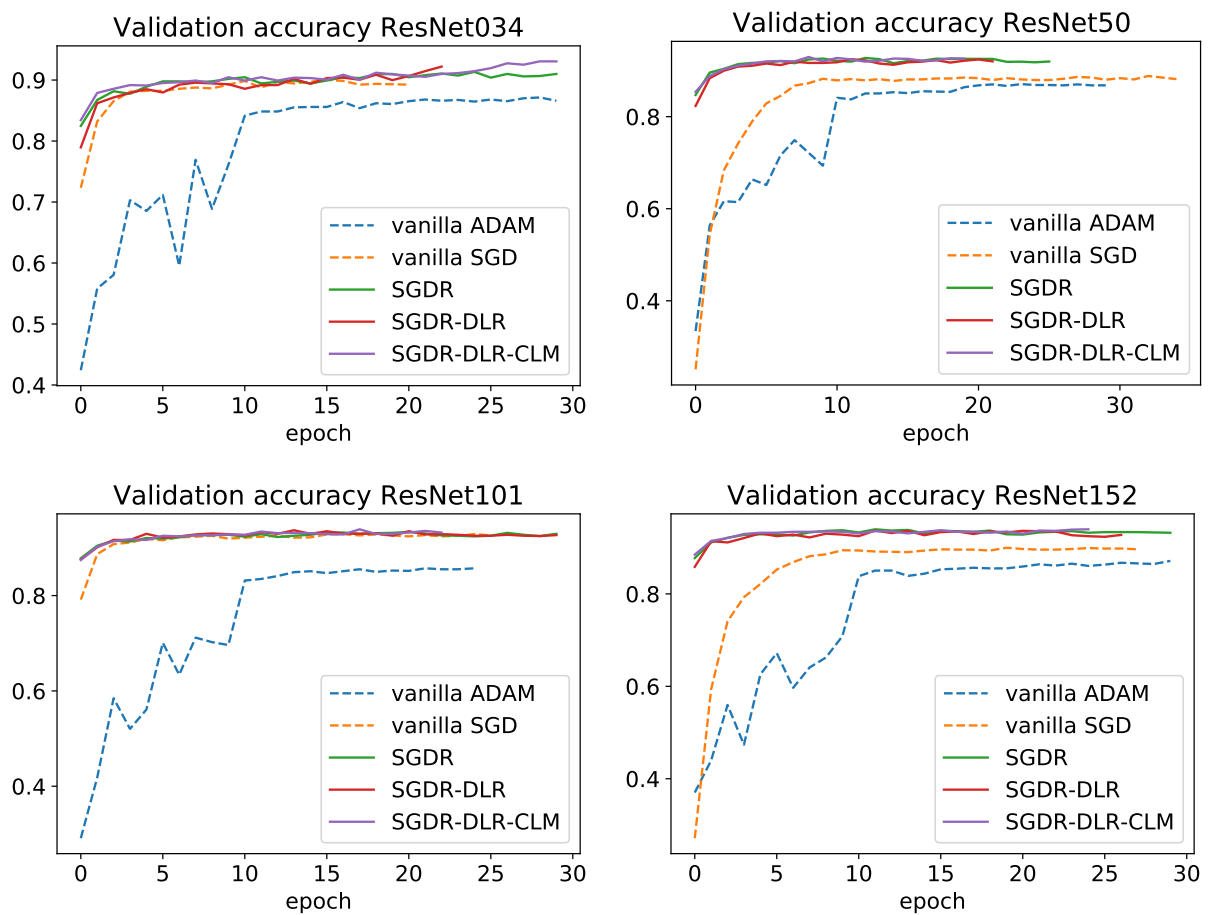 Validation accuracy ResNet034
0.9
0.8
0.7
0.6
0.5
0.4
0 5 10 15 20 25 30
epoch
vanilla ADAM
vanilla SGD
SGDR
SGDR-DLR
SGDR-DLR-CLM
Validation accuracy ResNet50
0.8
0.6
0.4
0 10 20 30
epoch
vanilla ADAM
vanilla SGD
SGDR
SGDR-DLR
SGDR-DLR-CLM
Validation accuracy ResNet101
0.8
0.6
0.4
0 5 10 15 20 25 30
epoch
vanilla ADAM
vanilla SGD
SGDR
SGDR-DLR
SGDR-DLR-CLM
Validation accuracy ResNet152
0.8
0.6
0.4
0 5 10 15 20 25 30
epoch
vanilla ADAM
vanilla SGD
SGDR
SGDR-DLR
SGDR-DLR-CLM